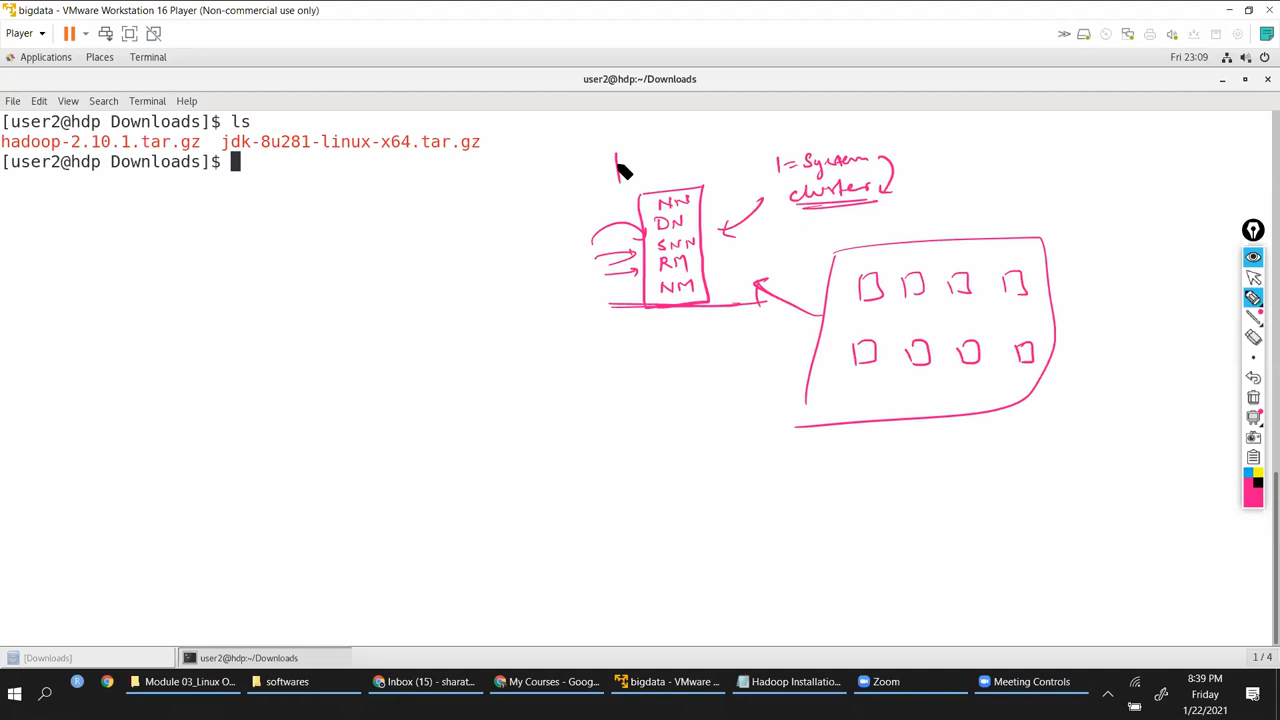 bigdata - VMware Workstation 16 Player (Non-commercial use only)
Player
Applications Places Terminal Fri 23:09
user2@hdp:~/Downloads
File Edit View Search Terminal Help
[user2@hdp Downloads]$ ls
hadoop-2.10.1.tar.gz jdk-8u281-linux-x64.tar.gz
[user2@hdp Downloads]$
1 = System
cluster
NN
DN
SNN
RM
NM
[Downloads] user2@hdp:~/Downloads 1 / 4
Module 03_Linux O... softwares Inbox (15) - sharat... My Courses - Goog... bigdata - VMware ... Hadoop Installatio... Zoom Meeting Controls
8:39 PM
Friday
1/22/2021